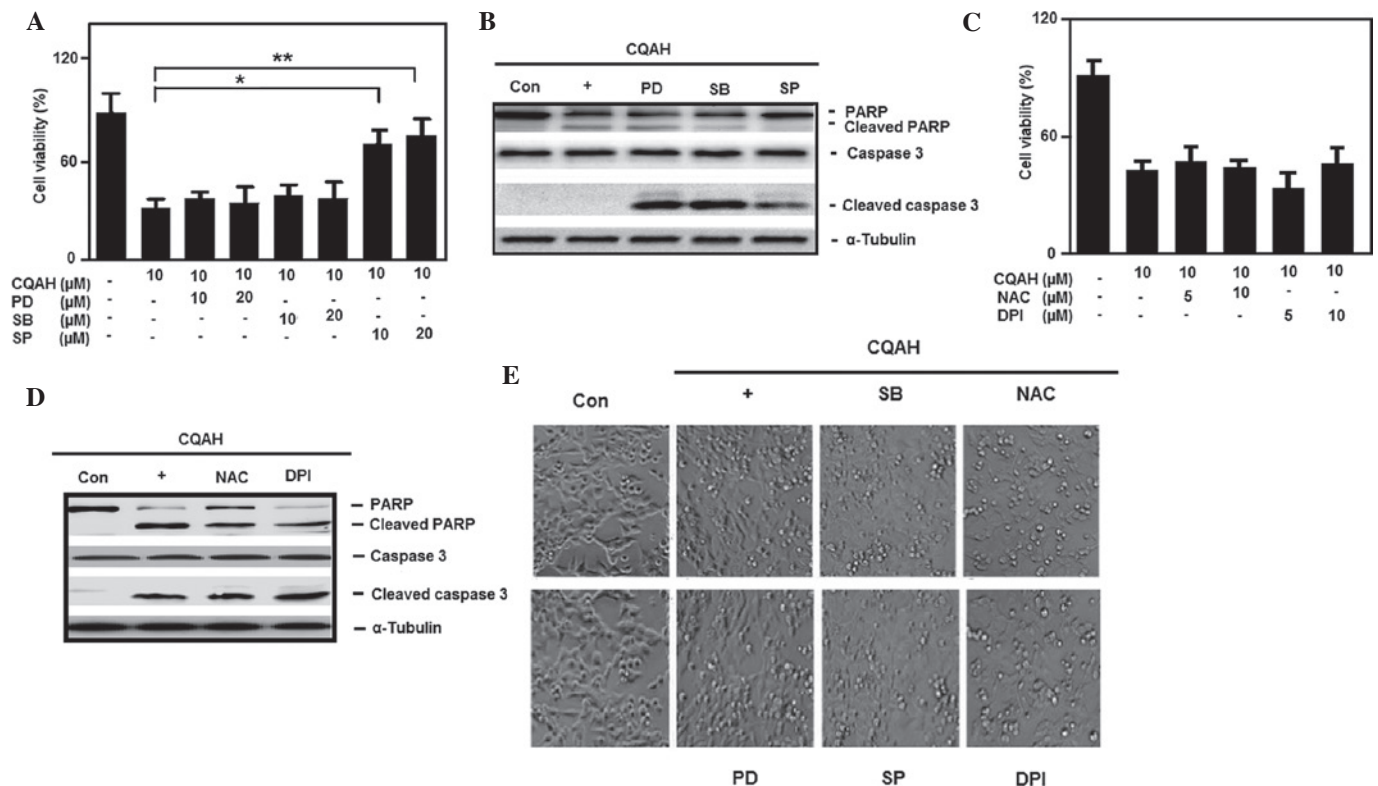 A
120
**
*
Cell viability (%)
60
0
CQAH (µM) - 10 10 10 10 10 10 10
PD (µM) - - 10 20 - - - -
SB (µM) - - - - 10 20 - -
SP (µM) - - - - - - 10 20
B
CQAH
Con + PD SB SP
PARP
Cleaved PARP
Caspase 3
Cleaved caspase 3
α-Tubulin
C
120
Cell viability (%)
60
0
CQAH (µM) - 10 10 10 10 10
NAC (µM) - - 5 10 - -
DPI (µM) - - - - 5 10
D
CQAH
Con + NAC DPI
PARP
Cleaved PARP
Caspase 3
Cleaved caspase 3
α-Tubulin
E
CQAH
Con + SB NAC
PD SP DPI